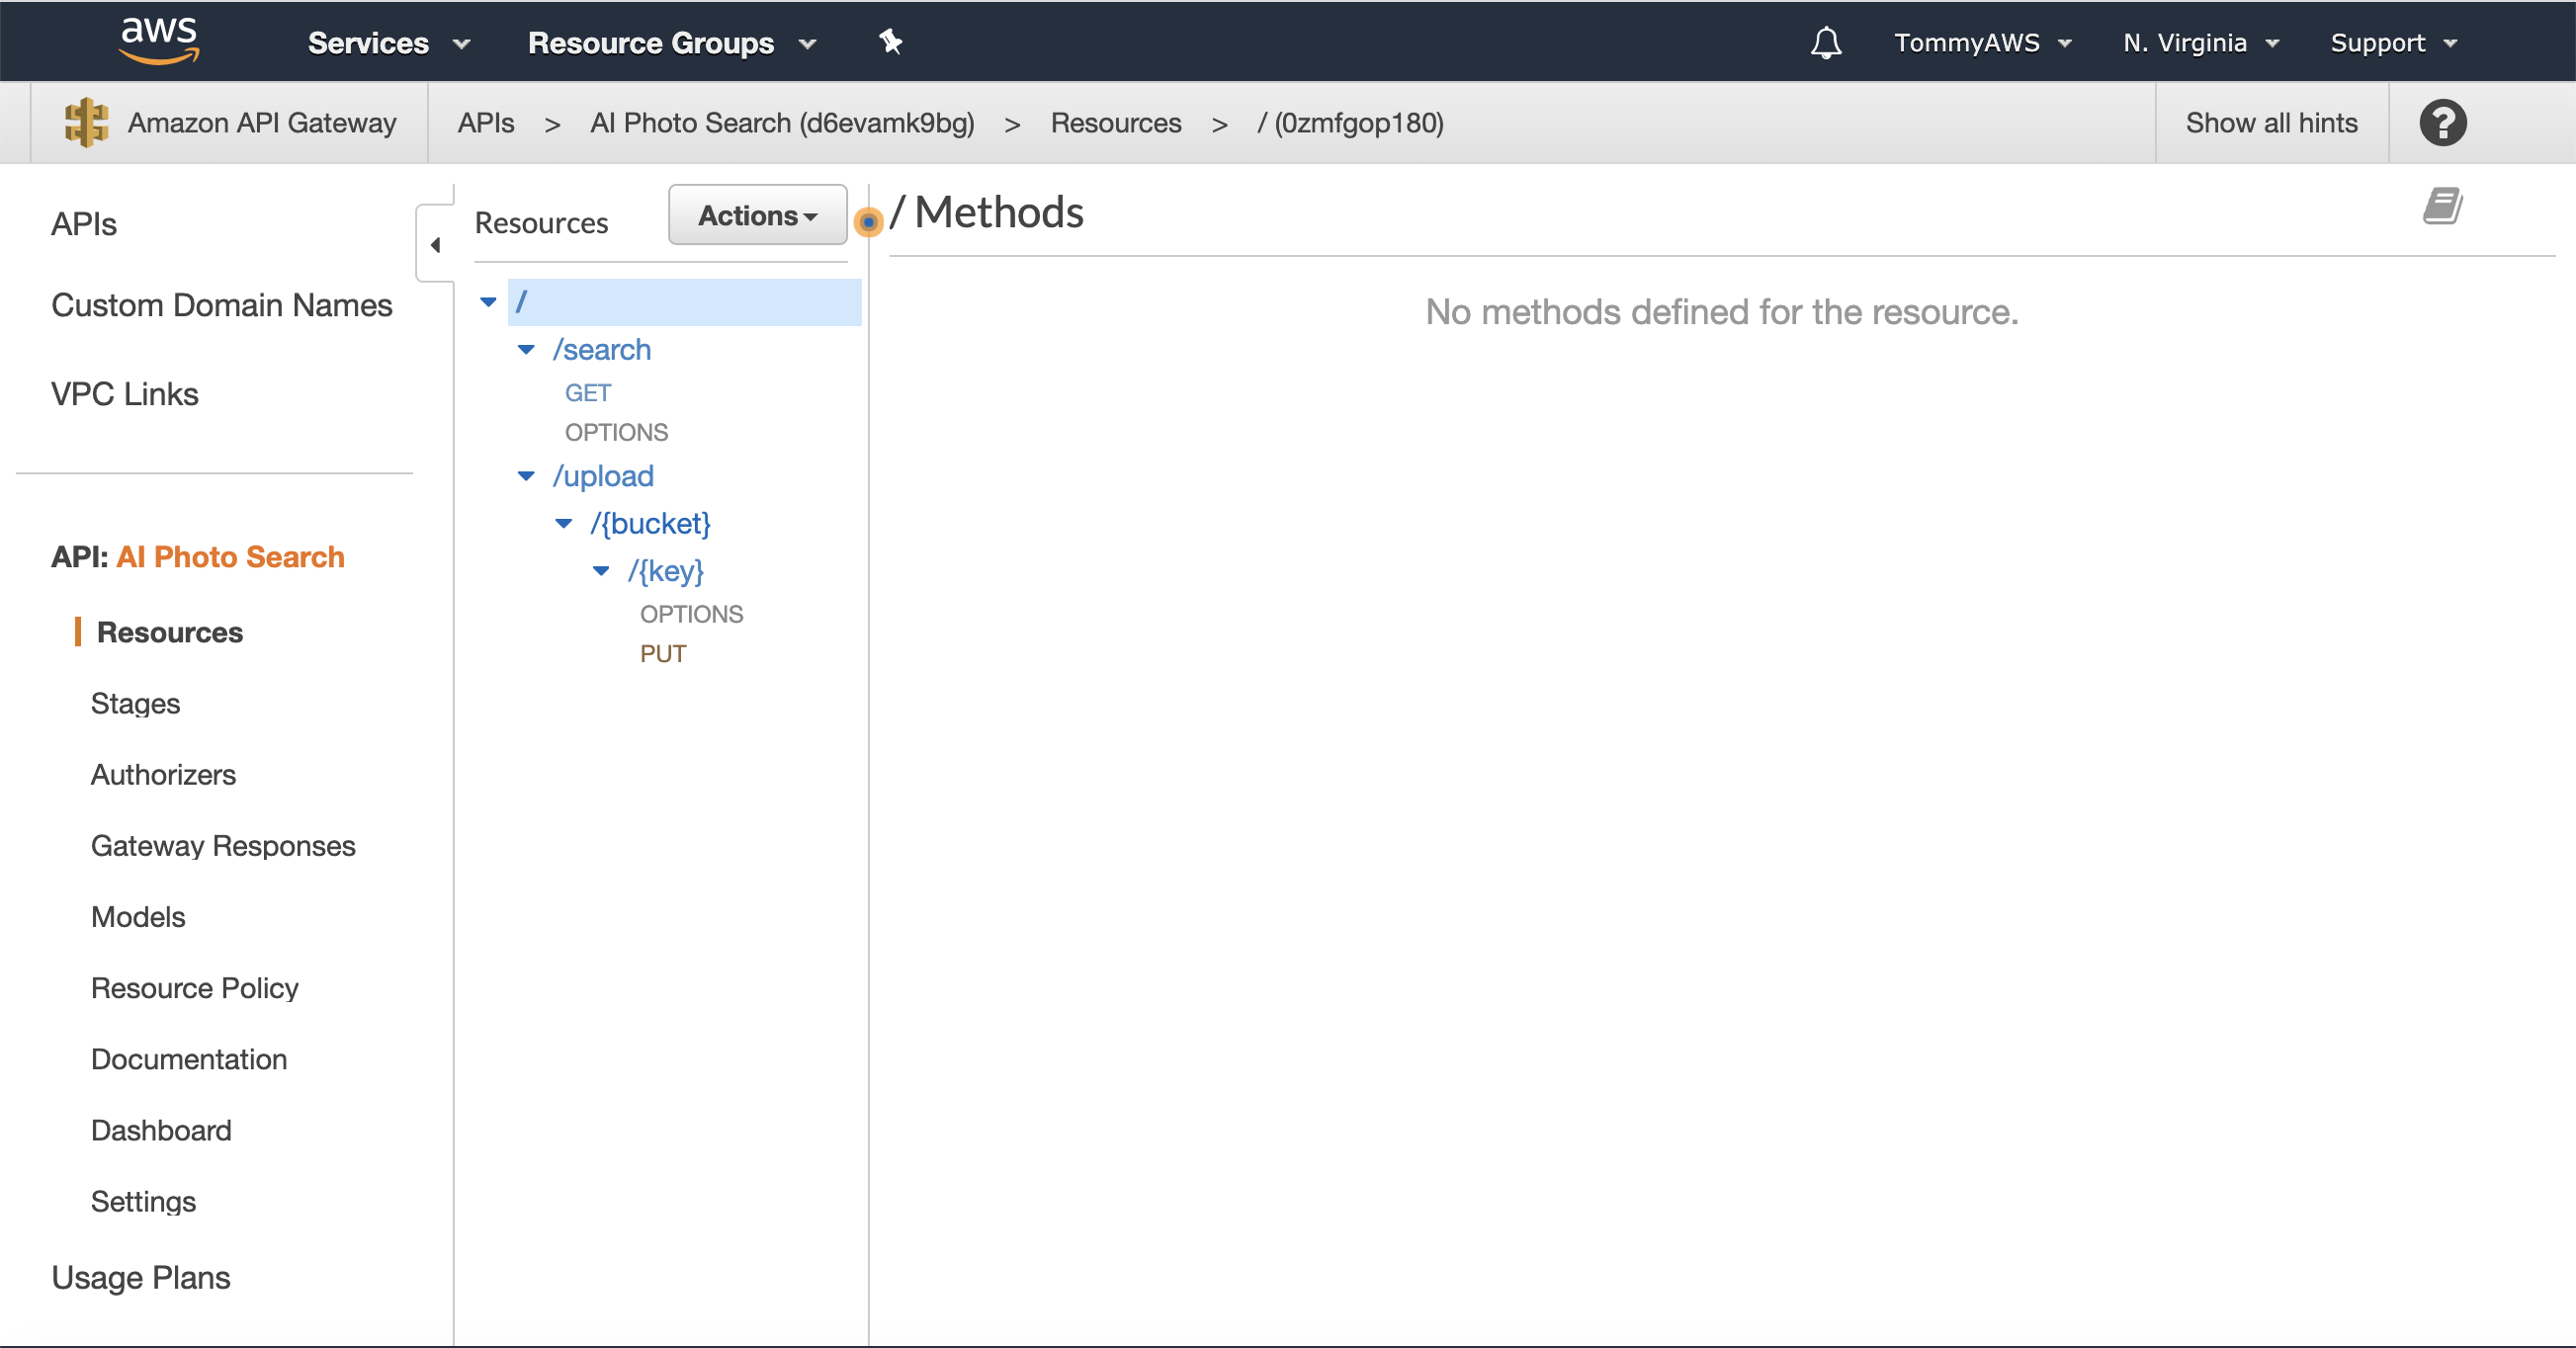 aws Services Resource Groups TommyAWS N. Virginia Support
Amazon API Gateway APIs > AI Photo Search (d6evamk9bg) > Resources > / (0zmfgop180) Show all hints ?
APIs
Custom Domain Names
VPC Links
API: AI Photo Search
Resources
Stages
Authorizers
Gateway Responses
Models
Resource Policy
Documentation
Dashboard
Settings
Usage Plans
Resources Actions
/
/search
GET
OPTIONS
/upload
/{bucket}
/{key}
OPTIONS
PUT
/ Methods
No methods defined for the resource.